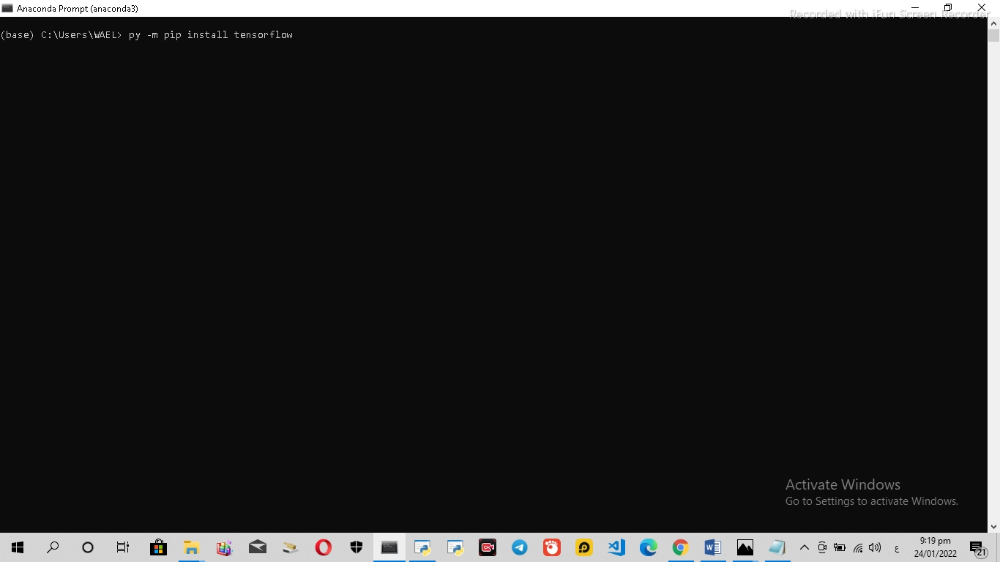 Anaconda Prompt (anaconda3)
Recorded with iFun Screen Recorder
(base) C:\Users\WAEL> py -m pip install tensorflow
Activate Windows
Go to Settings to activate Windows.
ع
9:19 pm
24/01/2022
21